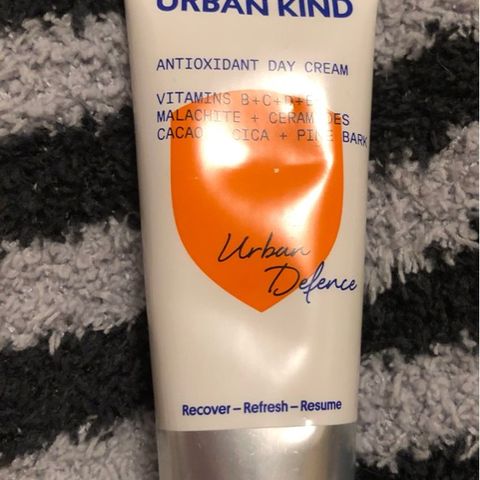 URBAN KIND
ANTIOXIDANT DAY CREAM
VITAMINS B+C+D+E
MALACHITE + CERAMIDES
CACAO + CICA + PINE BARK
Urban
Defence
Recover – Refresh – Resume